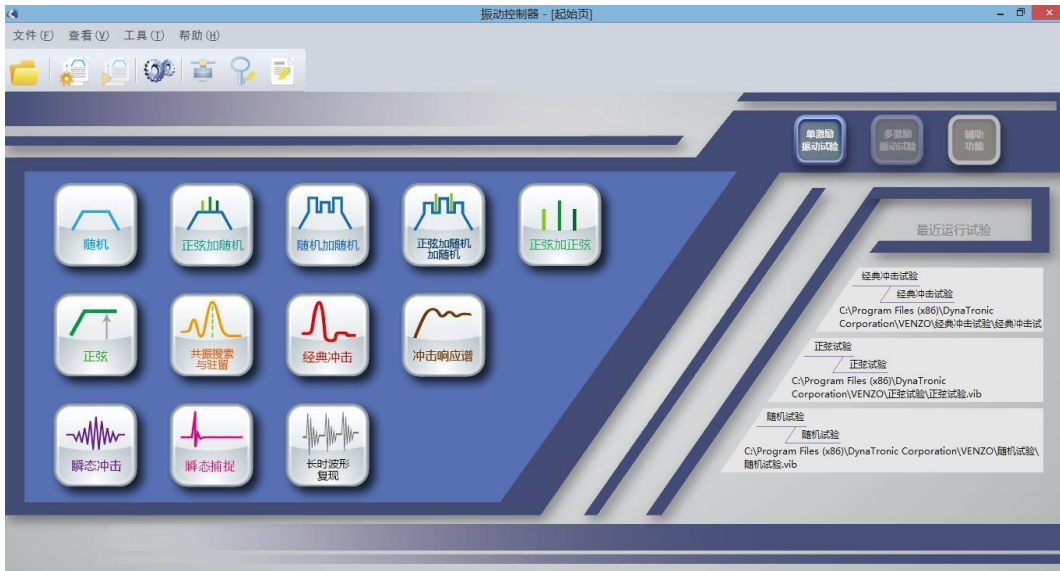 振动控制器 - [起始页]
文件(F) 查看(V) 工具(T) 帮助(H)
单激励
振动试验
多激励
振动试验
辅助
功能
随机
正弦加随机
随机加随机
正弦加随机
加随机
正弦加正弦
正弦
共振搜索
与驻留
经典冲击
冲击响应谱
瞬态冲击
瞬态捕捉
长时波形
复现
最近运行试验
经典冲击试验
经典冲击试验
C:\Program Files (x86)\DynaTronic
Corporation\VENZO\经典冲击试验\经典冲击试
正弦试验
正弦试验
C:\Program Files (x86)\DynaTronic
Corporation\VENZO\正弦试验\正弦试验.vib
随机试验
随机试验
C:\Program Files (x86)\DynaTronic Corporation\VENZO\随机试验\
随机试验.vib